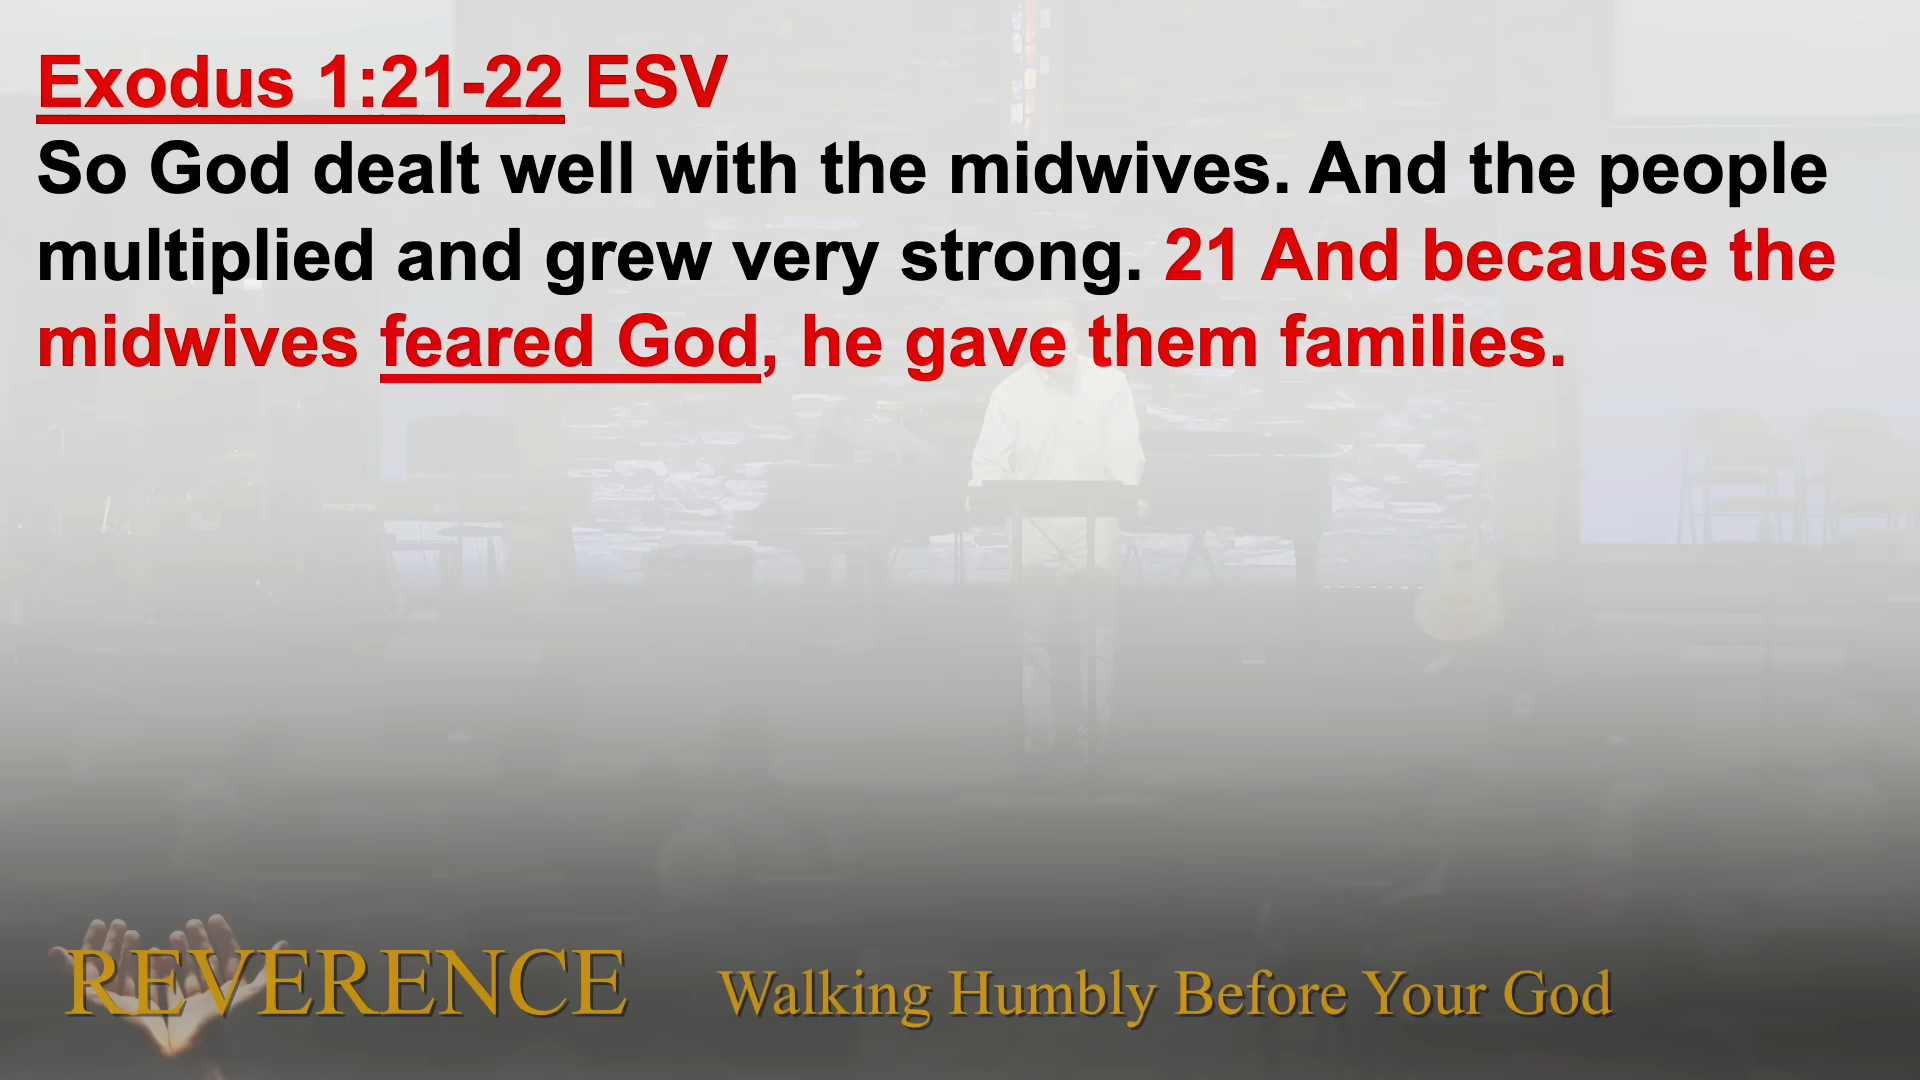 Exodus 1:21-22 ESV
So God dealt well with the midwives. And the people
multiplied and grew very strong. 21 And because the
midwives feared God, he gave them families.
REVERENCE
Walking Humbly Before Your God